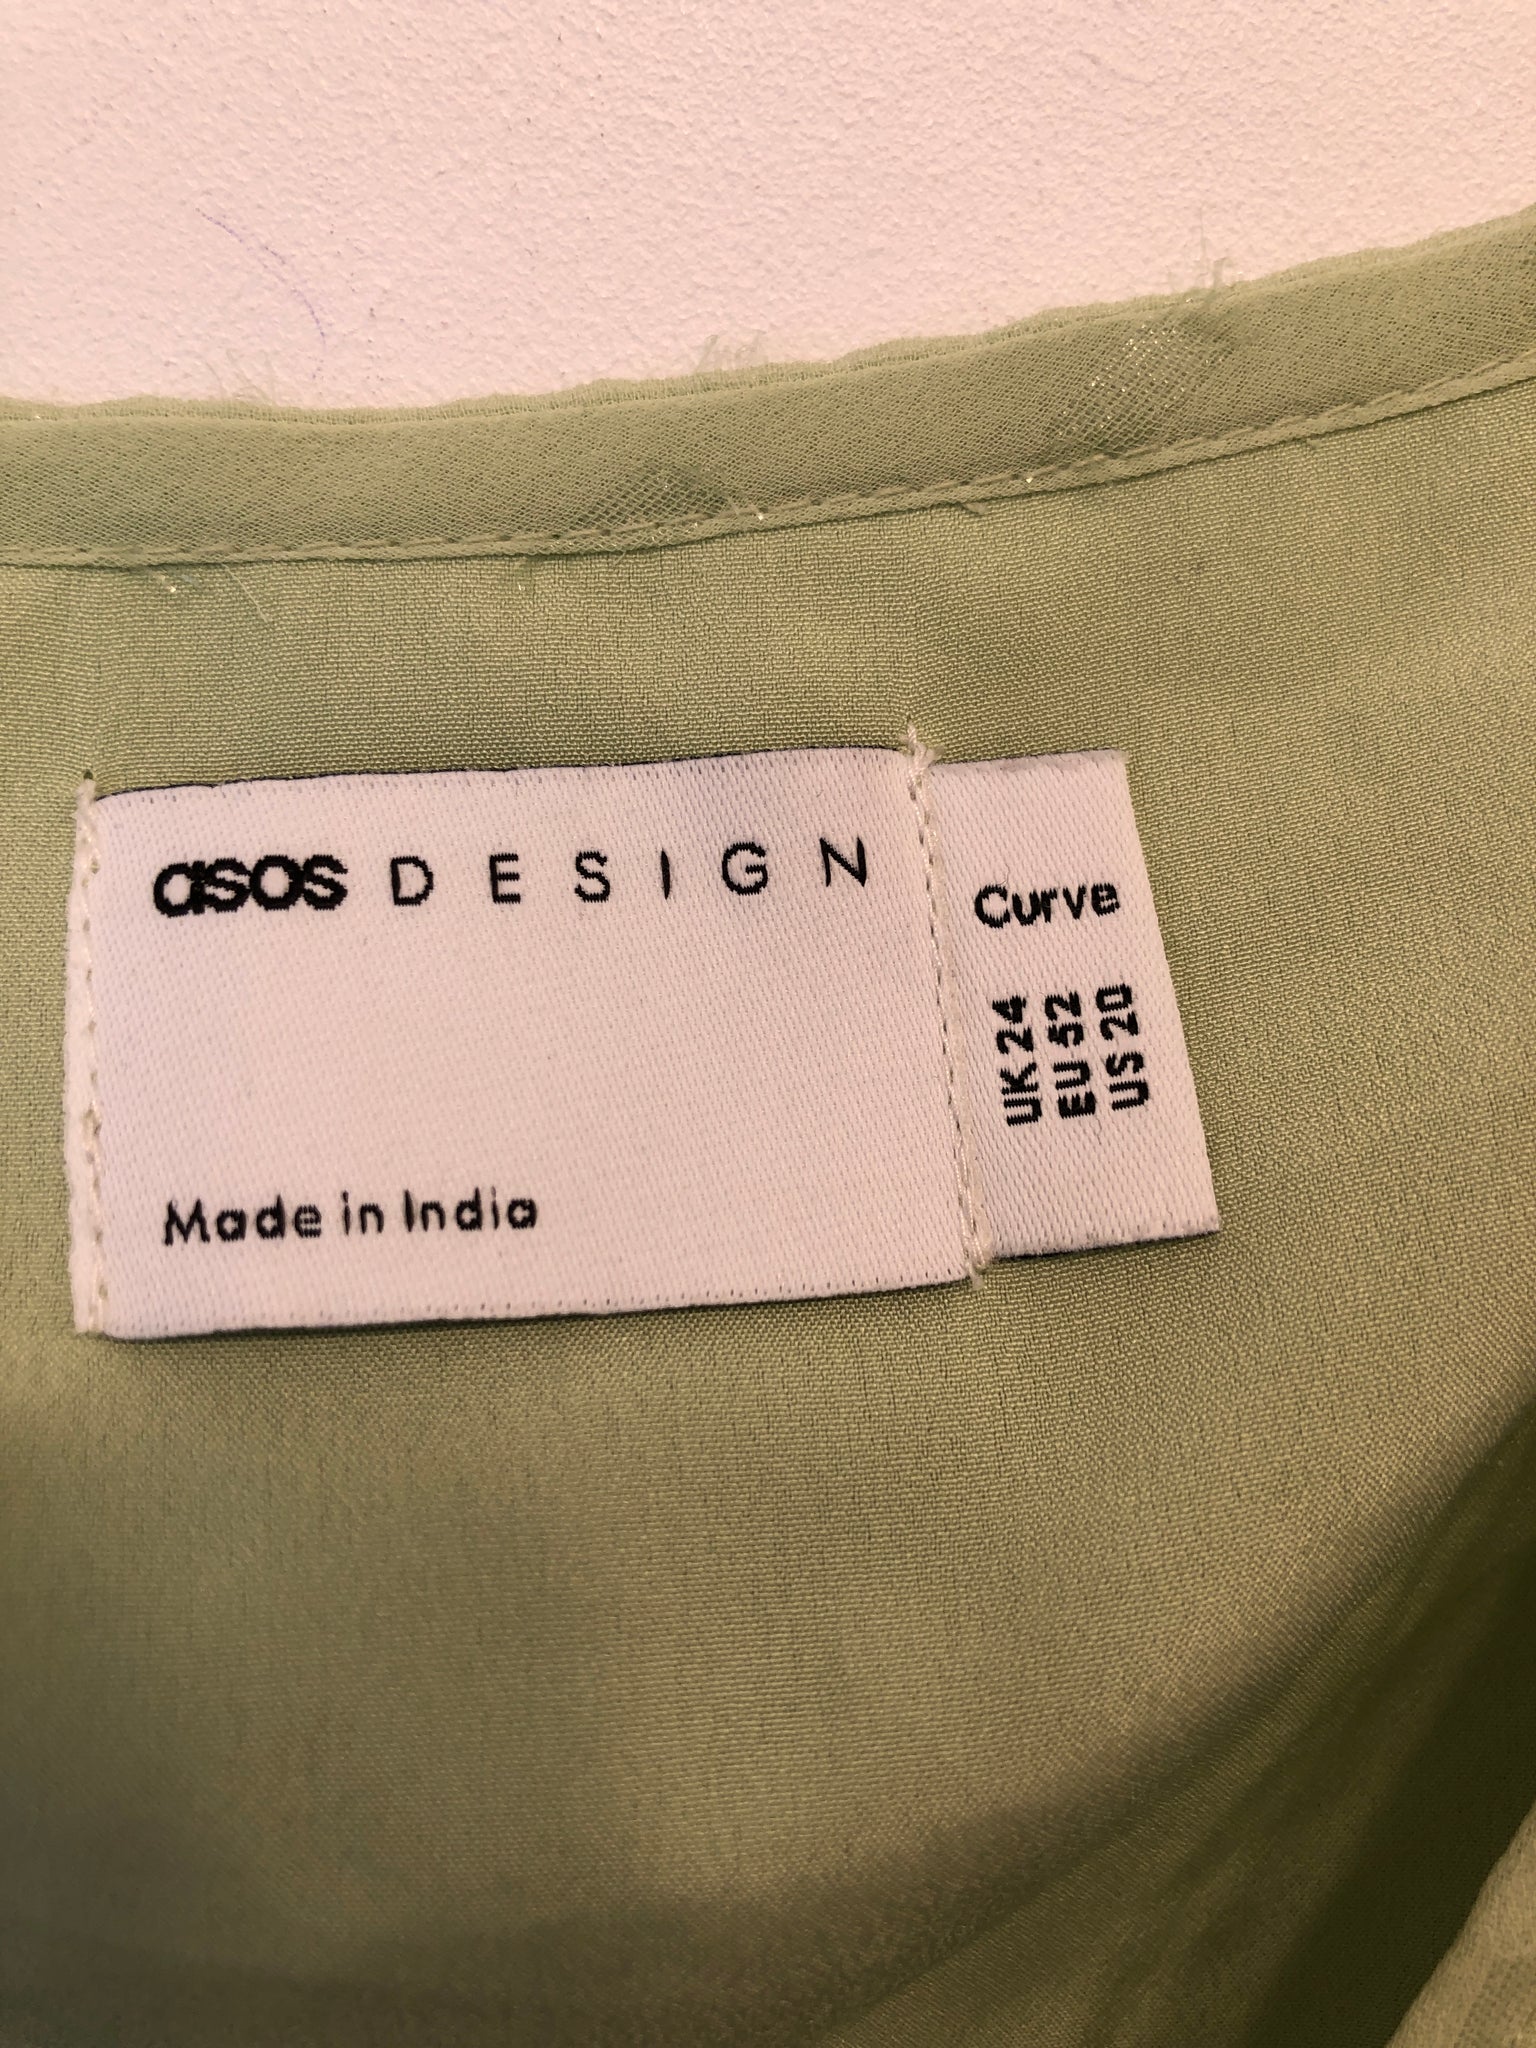 asos DESIGN
Made in India
Curve
UK 24
EU 52
US 20